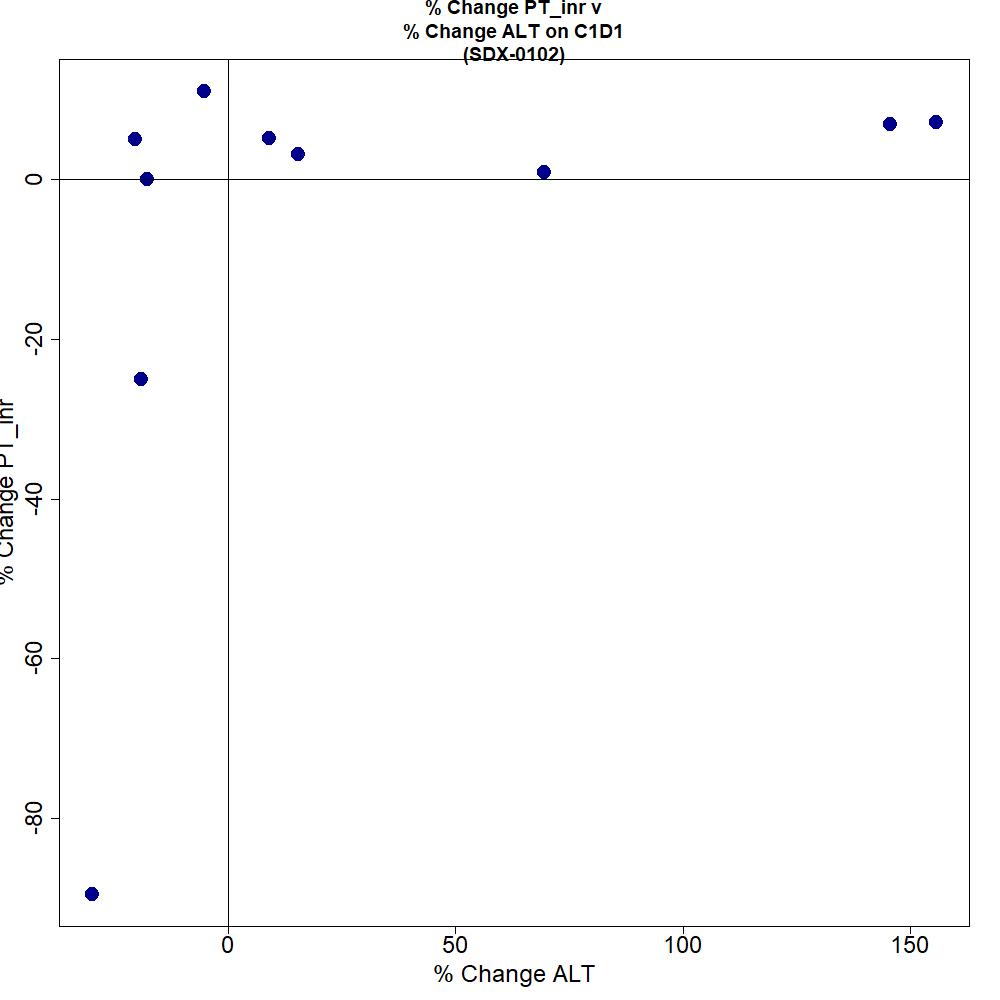 % Change PT_inr v
% Change ALT on C1D1
(SDX-0102)
0
-20
-40
-60
-80
% Change PT_inr
0
50
100
150
% Change ALT